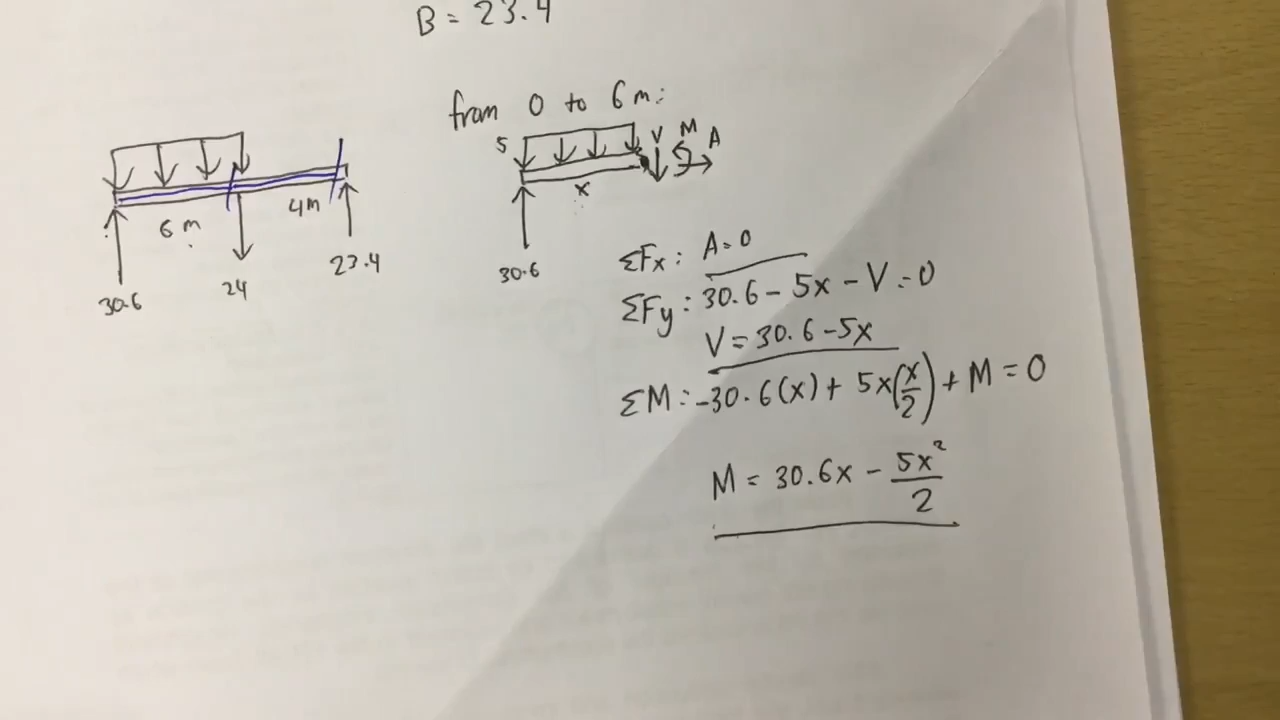 B = 23.4
from 0 to 6 m:
5
V
M
A
x
30.6
6 m
4m
30.6
24
23.4
ΣFx: A=0
ΣFy: 30.6 - 5x - V = 0
V = 30.6 - 5x
ΣM: -30.6(x) + 5x(x/2) + M = 0
M = 30.6x - 5x²/2